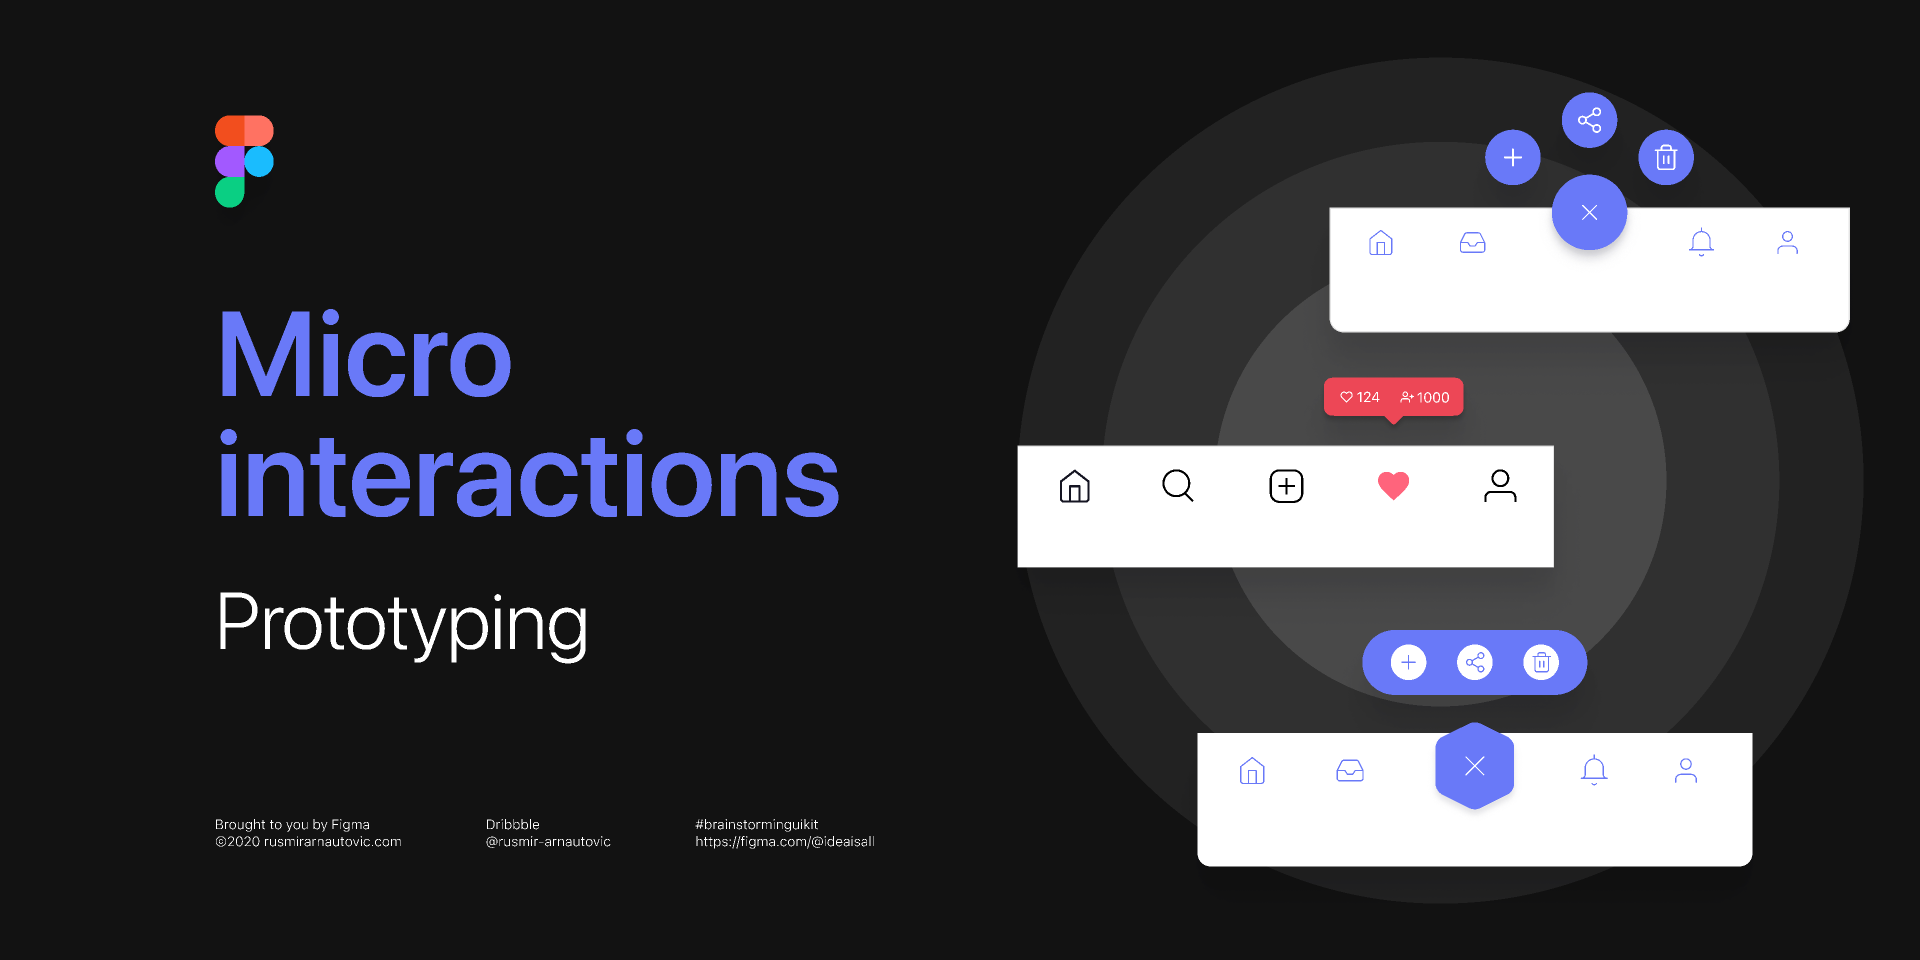 Micro
interactions
Prototyping
Brought to you by Figma
©2020 rusmirarnautovic.com
Dribbble
@rusmir-arnautovic
#brainstorminguikit
https://figma.com/@ideaisall
124 1000